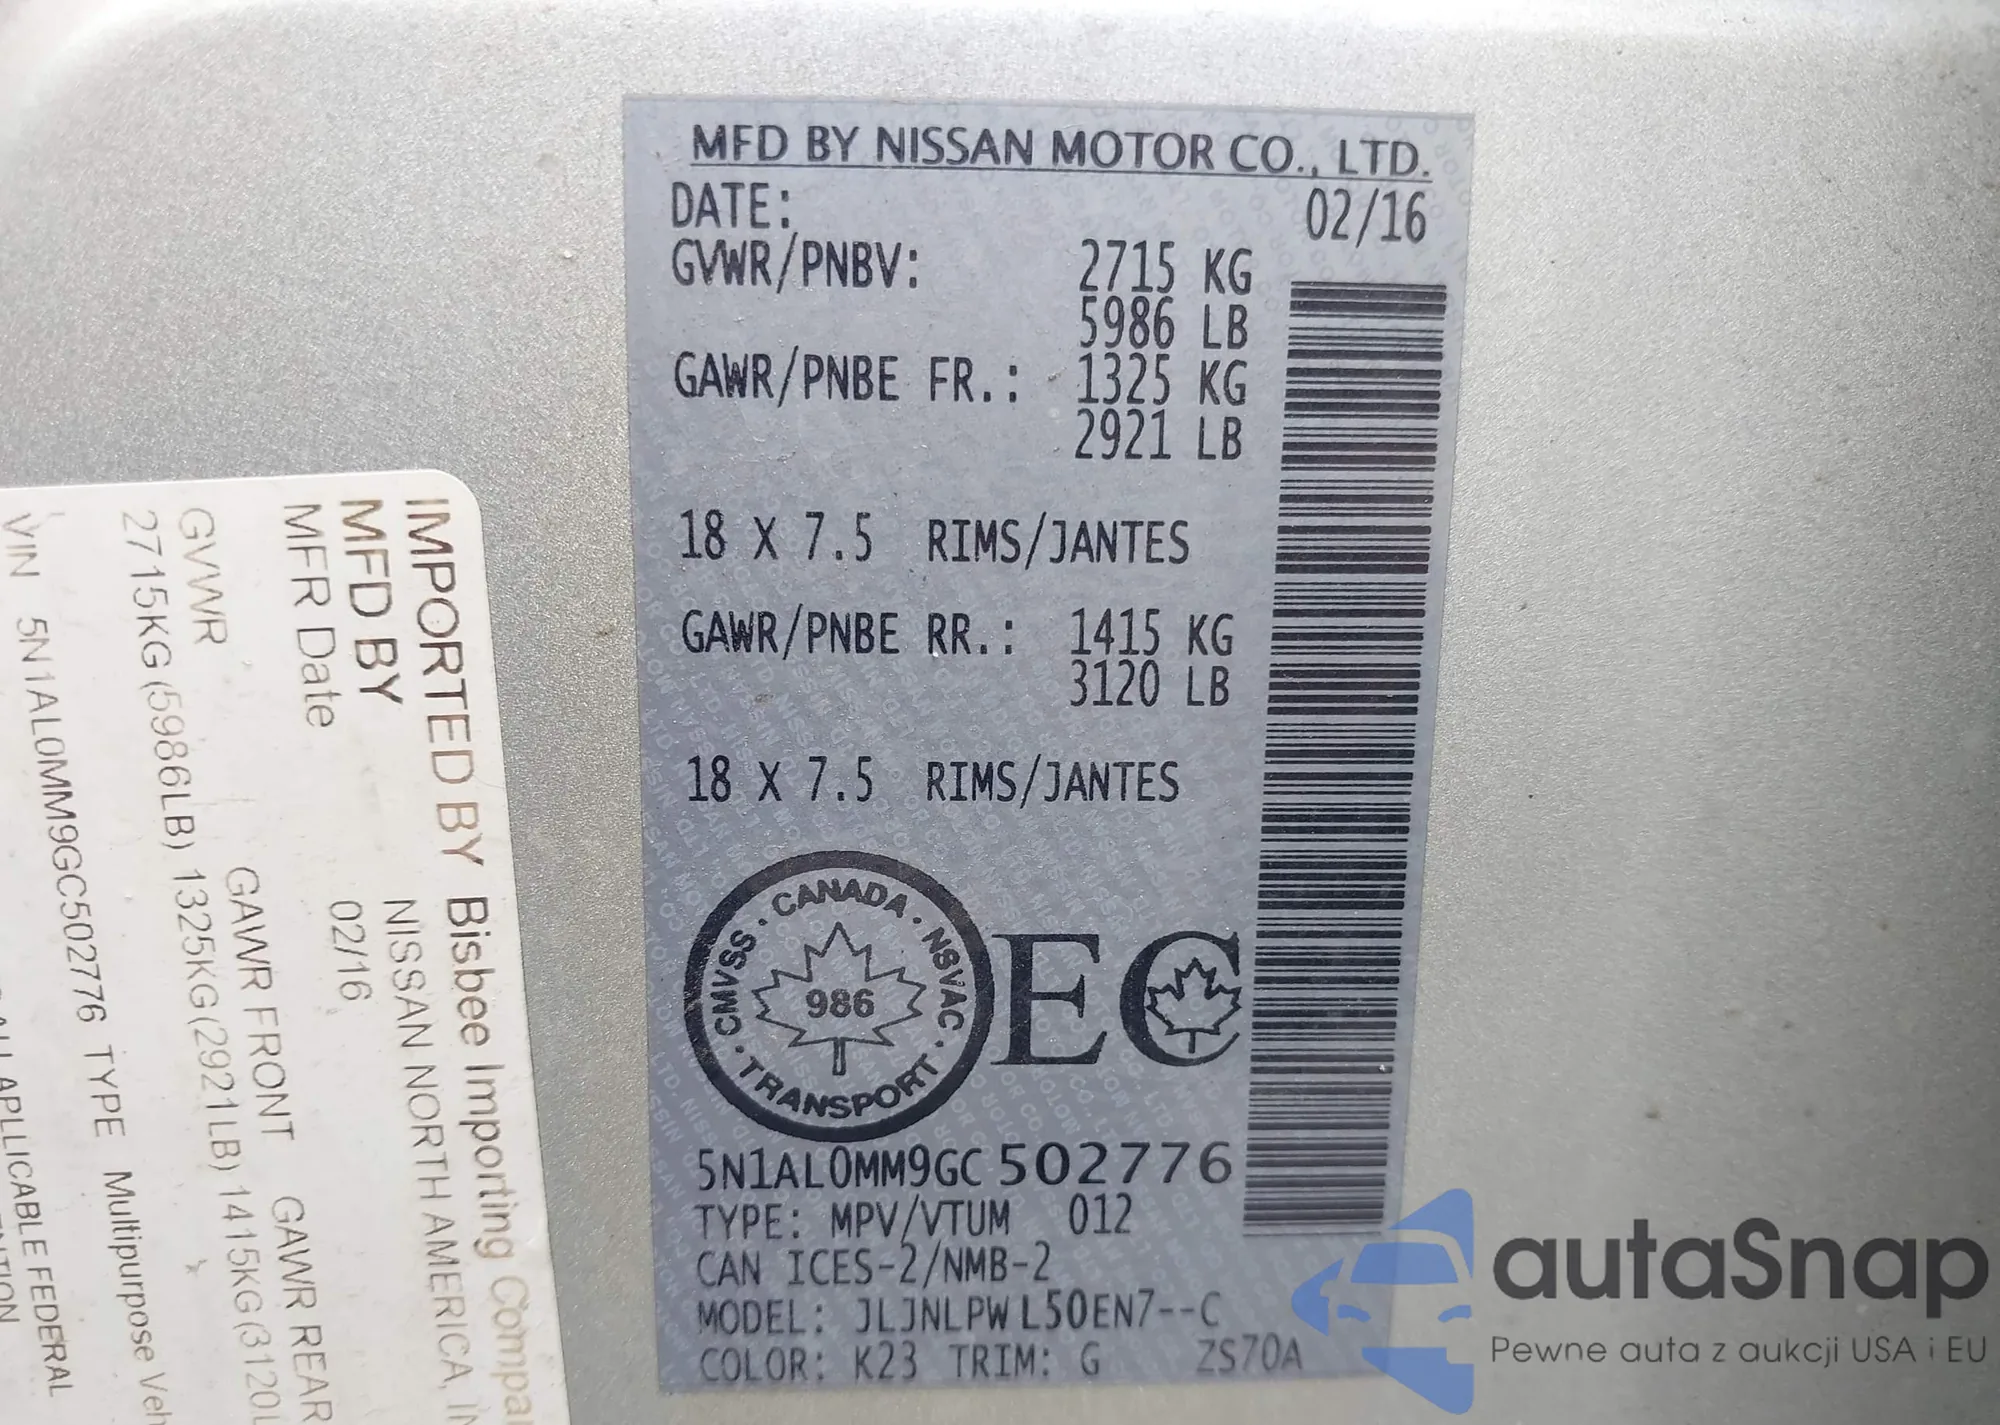 MFD BY NISSAN MOTOR CO., LTD.
DATE: 02/16
GVWR/PNBV: 2715 KG
5986 LB
GAWR/PNBE FR.: 1325 KG
2921 LB
18 X 7.5 RIMS/JANTES
GAWR/PNBE RR.: 1415 KG
3120 LB
18 X 7.5 RIMS/JANTES
CANADA · NSVAC · TRANSPORT · CMVSS ·
986
EC
5N1AL0MM9GC502776
TYPE: MPV/VTUM 012
CAN ICES-2/NMB-2
MODEL: JLJNLPW L50EN7--C
COLOR: K23 TRIM: G ZS70A
IMPORTED BY Bisbee Importing
MFD BY NISSAN NORTH AMERICA,
MFR Date 02/16
GVWR GAWR FRONT GAWR REAR
2715KG (5986LB) 1325KG(2921LB) 1415KG(3120L
VIN 5N1AL0MM9GC502776 TYPE Multipurpose
APLLICABLE FEDERAL
autaSnap
Pewne auta z aukcji USA i EU